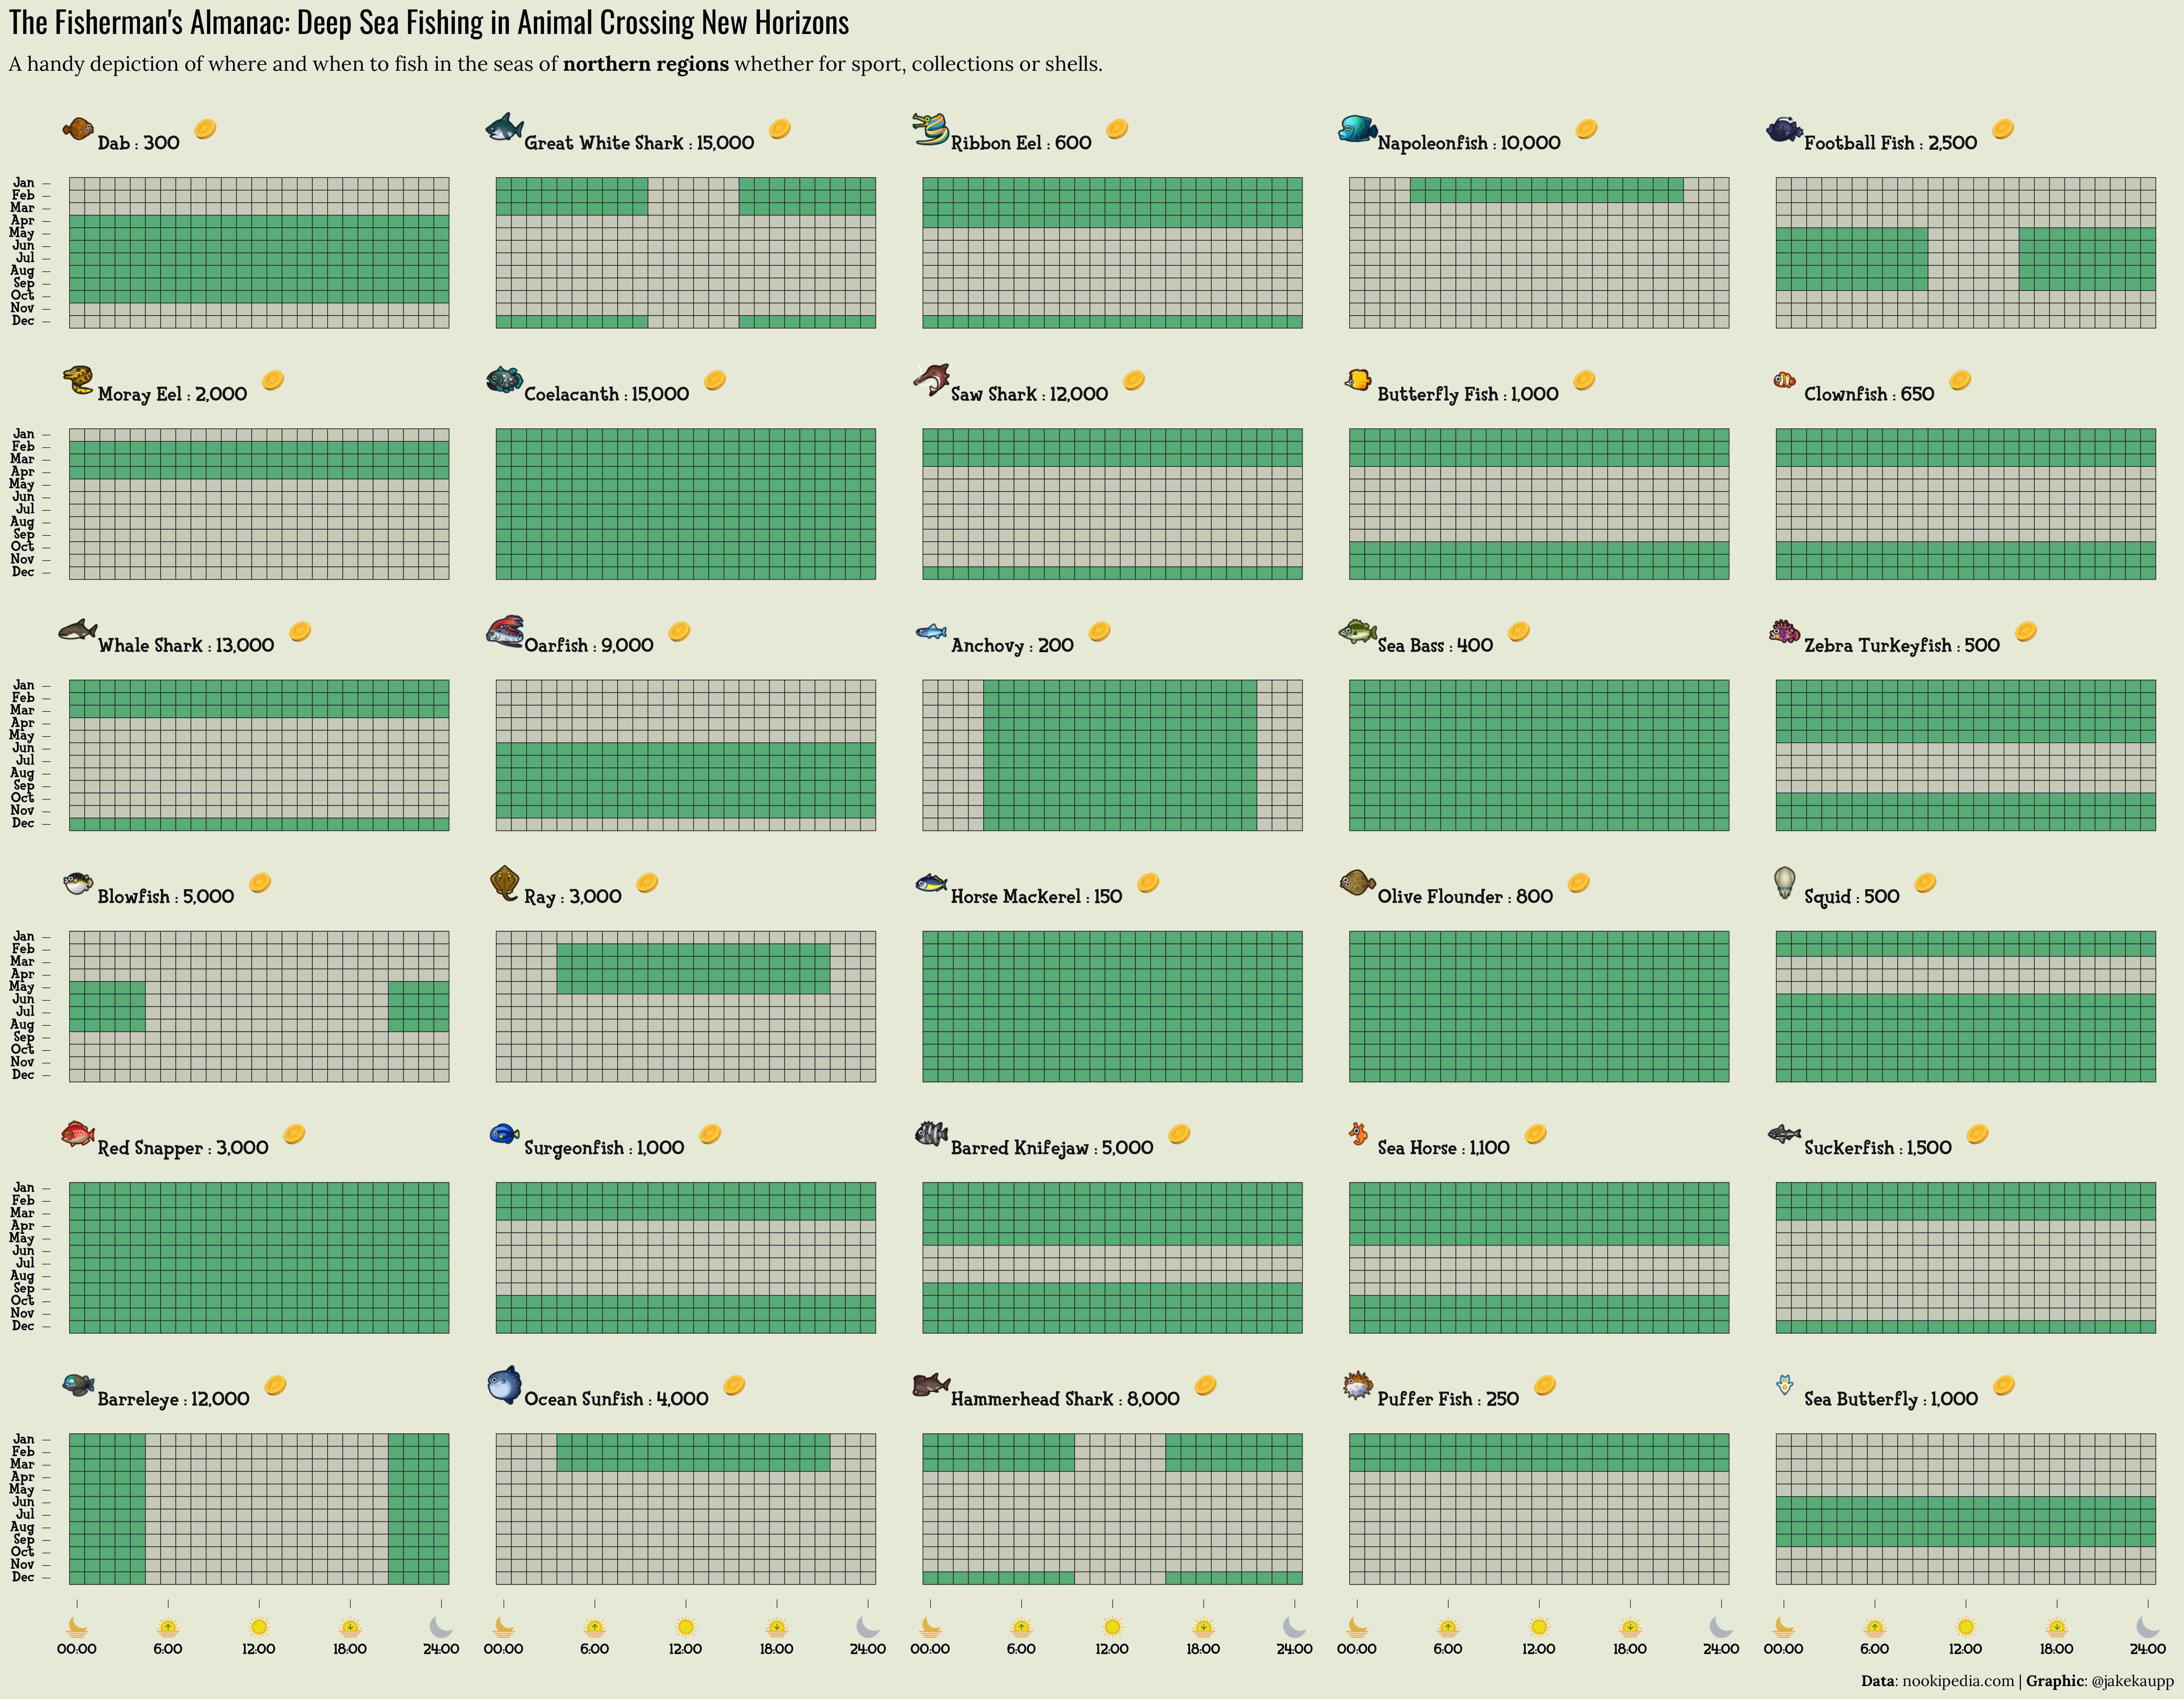 The Fisherman's Almanac: Deep Sea Fishing in Animal Crossing New Horizons
A handy depiction of where and when to fish in the seas of northern regions whether for sport, collections or shells.
Dab : 300
Great White Shark : 15,000
Ribbon Eel : 600
Napoleonfish : 10,000
Football Fish : 2,500
Jan
Feb
Mar
Apr
May
Jun
Jul
Aug
Sep
Oct
Nov
Dec
Moray Eel : 2,000
Coelacanth : 15,000
Saw Shark : 12,000
Butterfly Fish : 1,000
Clownfish : 650
Jan
Feb
Mar
Apr
May
Jun
Jul
Aug
Sep
Oct
Nov
Dec
Whale Shark : 13,000
Oarfish : 9,000
Anchovy : 200
Sea Bass : 400
Zebra Turkeyfish : 500
Jan
Feb
Mar
Apr
May
Jun
Jul
Aug
Sep
Oct
Nov
Dec
Blowfish : 5,000
Ray : 3,000
Horse Mackerel : 150
Olive Flounder : 800
Squid : 500
Jan
Feb
Mar
Apr
May
Jun
Jul
Aug
Sep
Oct
Nov
Dec
Red Snapper : 3,000
Surgeonfish : 1,000
Barred Knifejaw : 5,000
Sea Horse : 1,100
Suckerfish : 1,500
Jan
Feb
Mar
Apr
May
Jun
Jul
Aug
Sep
Oct
Nov
Dec
Barreleye : 12,000
Ocean Sunfish : 4,000
Hammerhead Shark : 8,000
Puffer Fish : 250
Sea Butterfly : 1,000
Jan
Feb
Mar
Apr
May
Jun
Jul
Aug
Sep
Oct
Nov
Dec
00:00 6:00 12:00 18:00 24:00 00:00 6:00 12:00 18:00 24:00 00:00 6:00 12:00 18:00 24:00 00:00 6:00 12:00 18:00 24:00 00:00 6:00 12:00 18:00 24:00
Data: nookipedia.com | Graphic: @jakekaupp